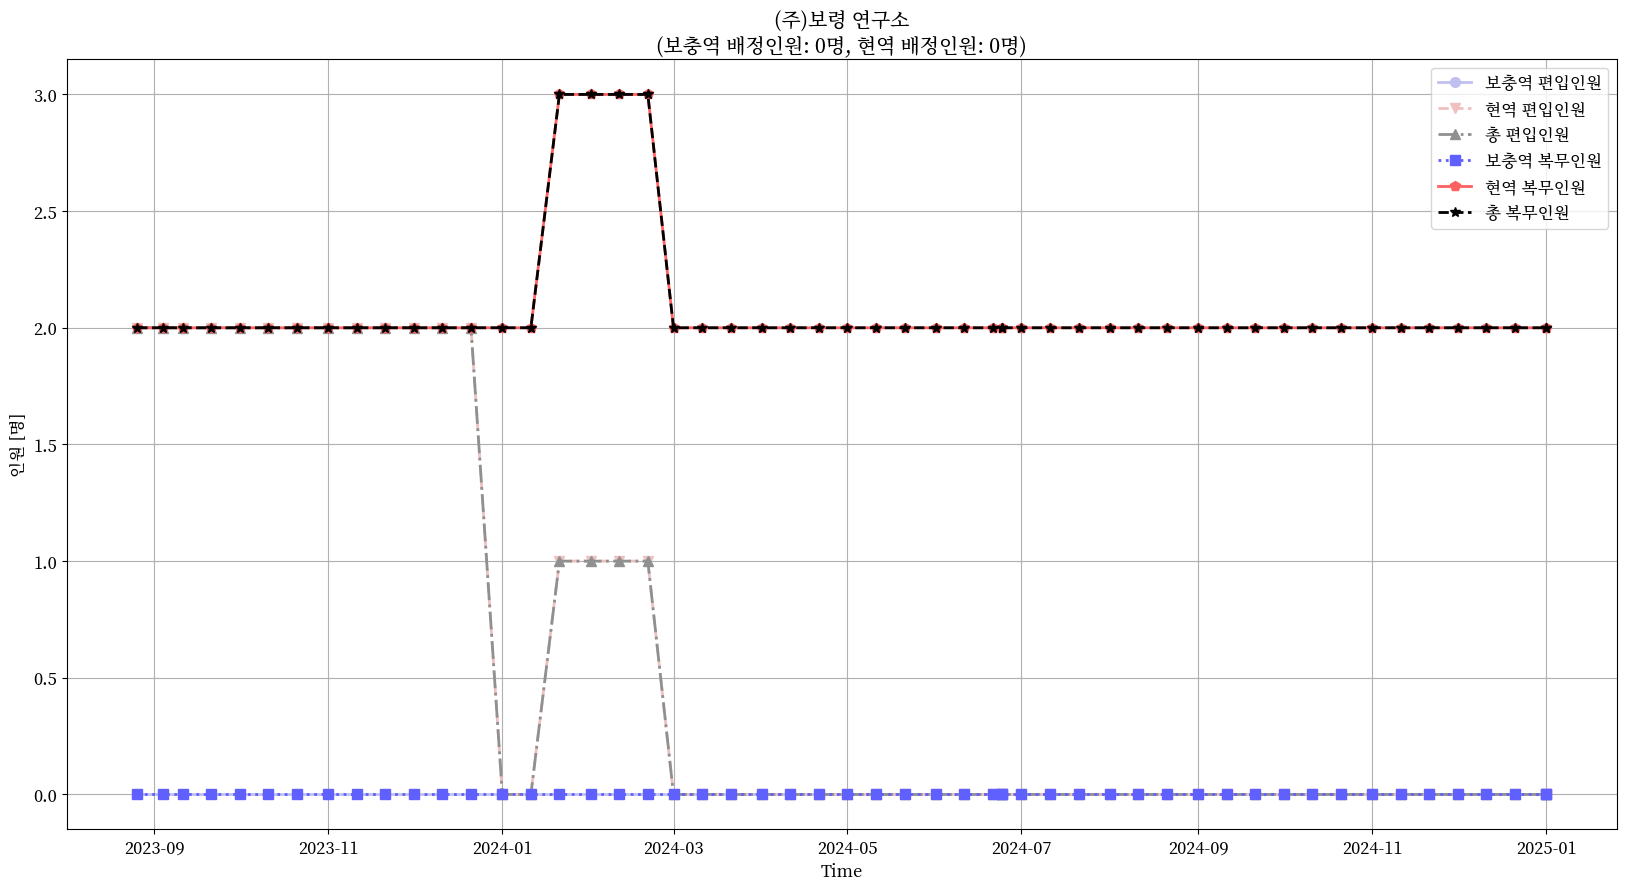 (주)보령 연구소
(보충역 배정인원: 0명, 현역 배정인원: 0명)
보충역 편입인원
현역 편입인원
총 편입인원
보충역 복무인원
현역 복무인원
총 복무인원
인원 [명]
3.0
2.5
2.0
1.5
1.0
0.5
0.0
2023-09
2023-11
2024-01
2024-03
2024-05
2024-07
2024-09
2024-11
2025-01
Time